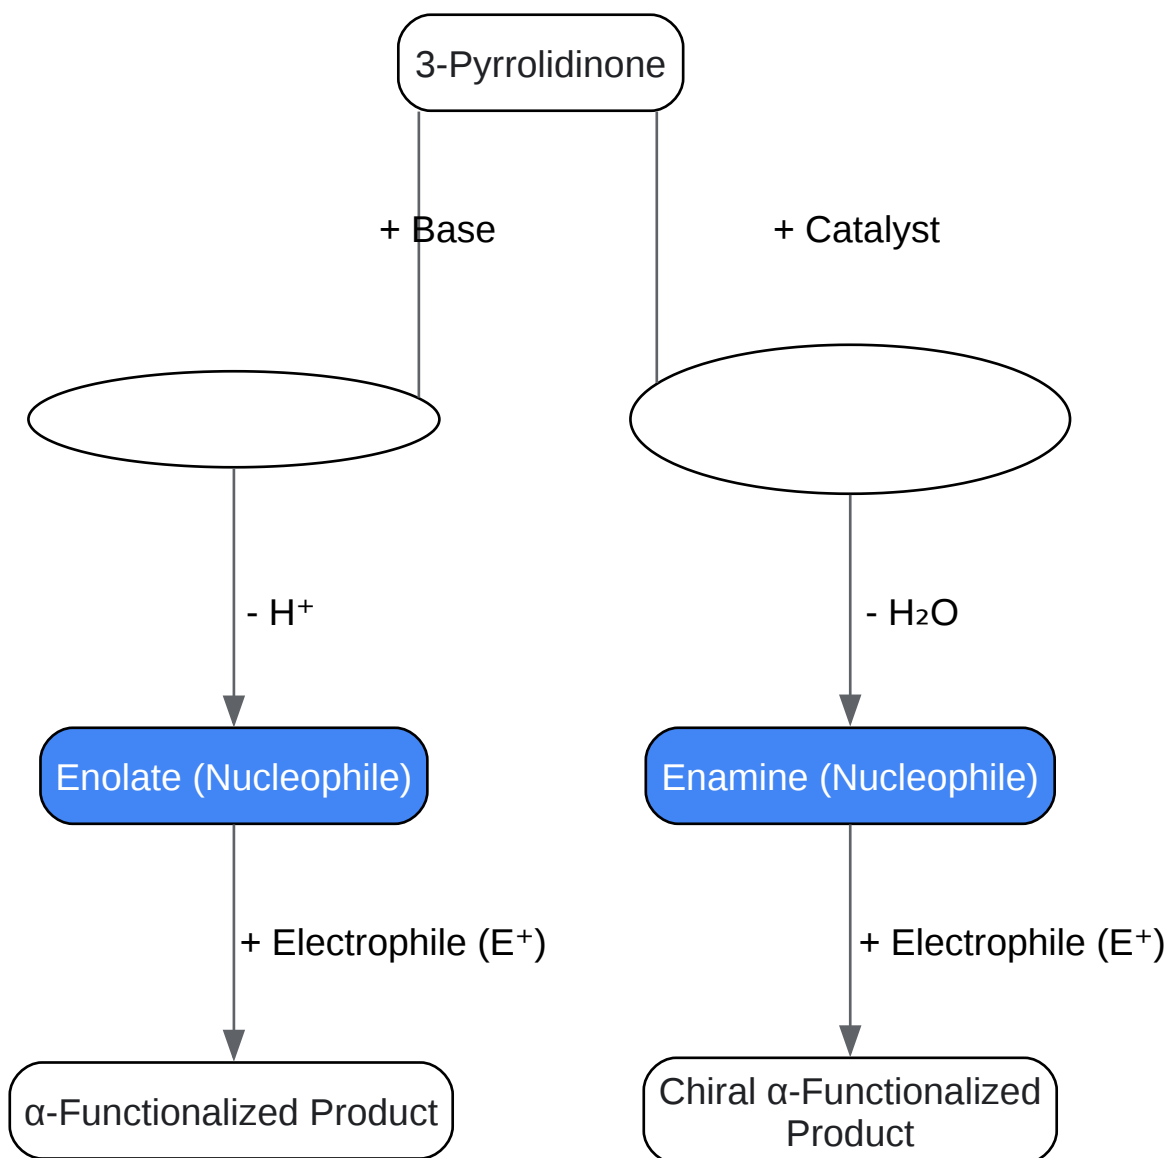 3-Pyrrolidinone
+ Base
+ Catalyst
- H⁺
- H₂O
Enolate (Nucleophile)
Enamine (Nucleophile)
+ Electrophile (E⁺)
+ Electrophile (E⁺)
α-Functionalized Product
Chiral α-Functionalized
Product